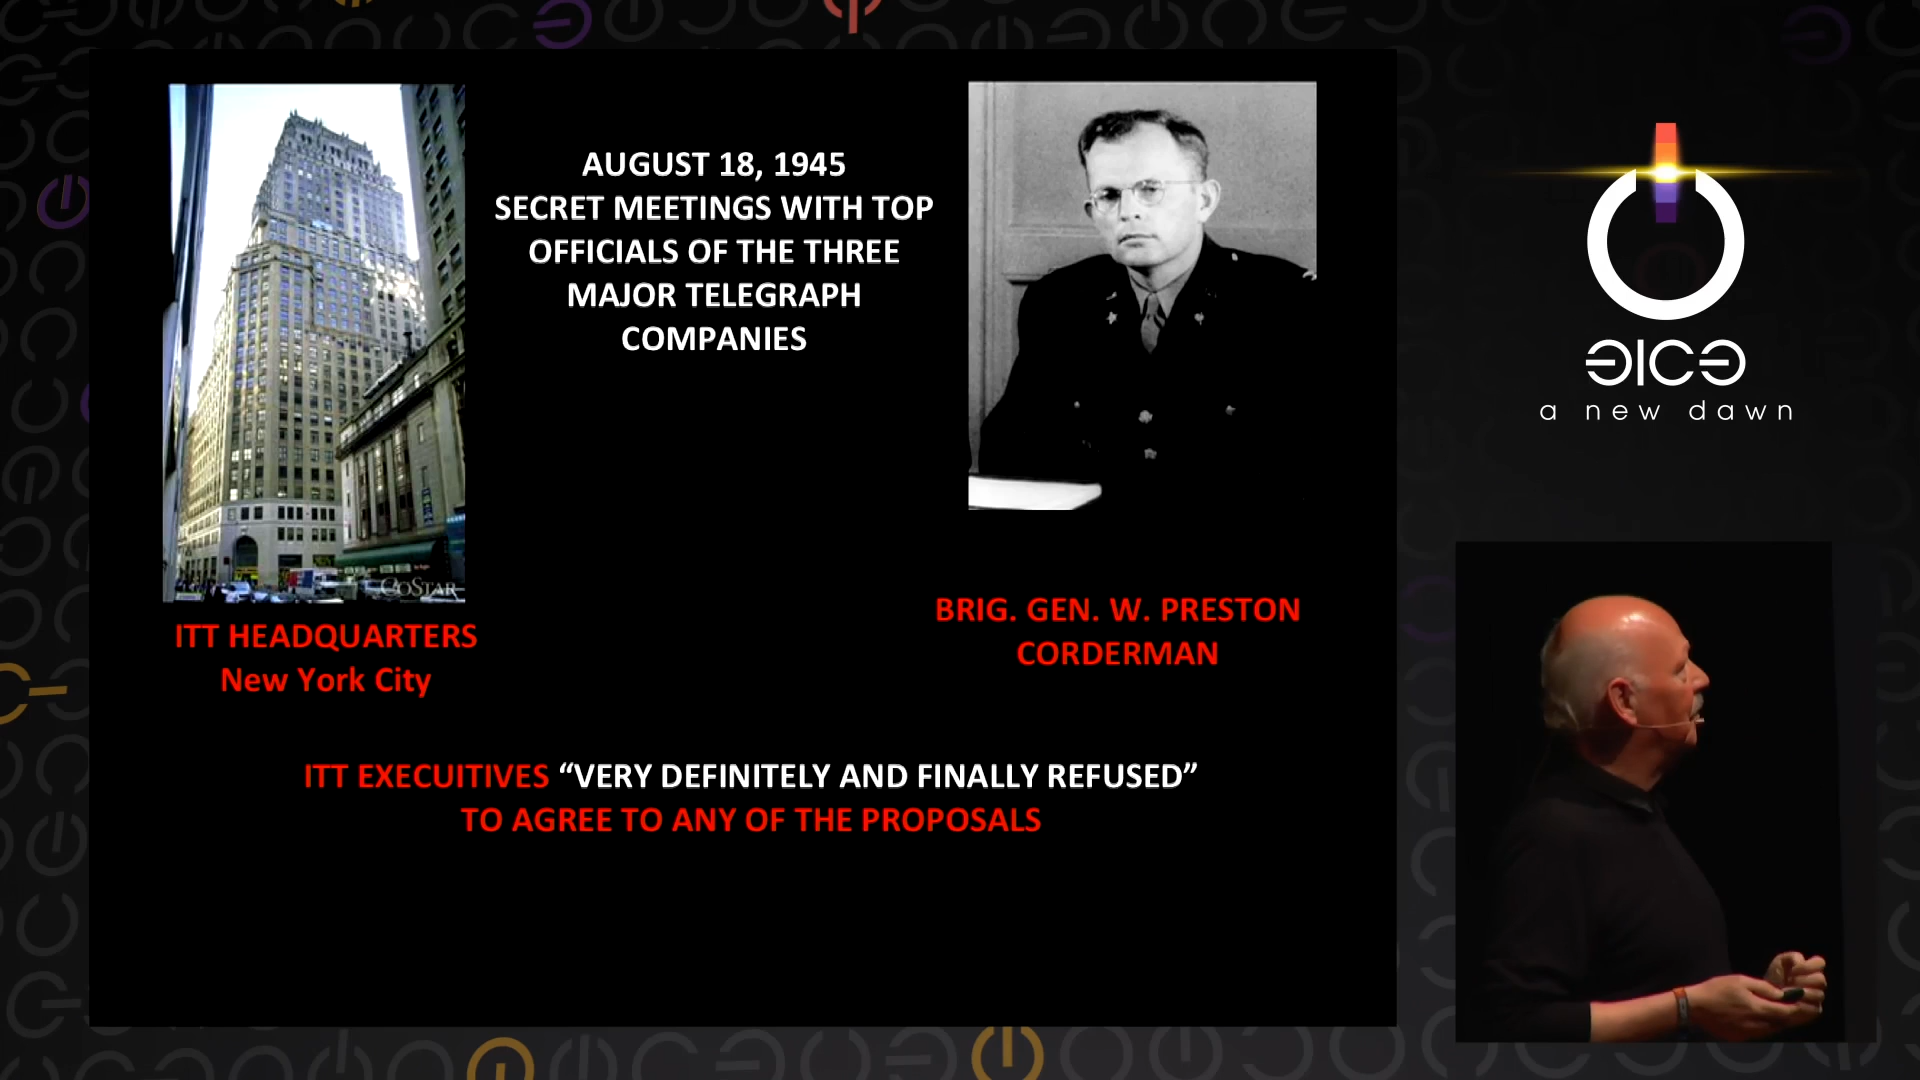 AUGUST 18, 1945
SECRET MEETINGS WITH TOP
OFFICIALS OF THE THREE
MAJOR TELEGRAPH
COMPANIES
COSTAR
ITT HEADQUARTERS
New York City
BRIG. GEN. W. PRESTON
CORDERMAN
ITT EXECUITIVES “VERY DEFINITELY AND FINALLY REFUSED”
TO AGREE TO ANY OF THE PROPOSALS
a new dawn